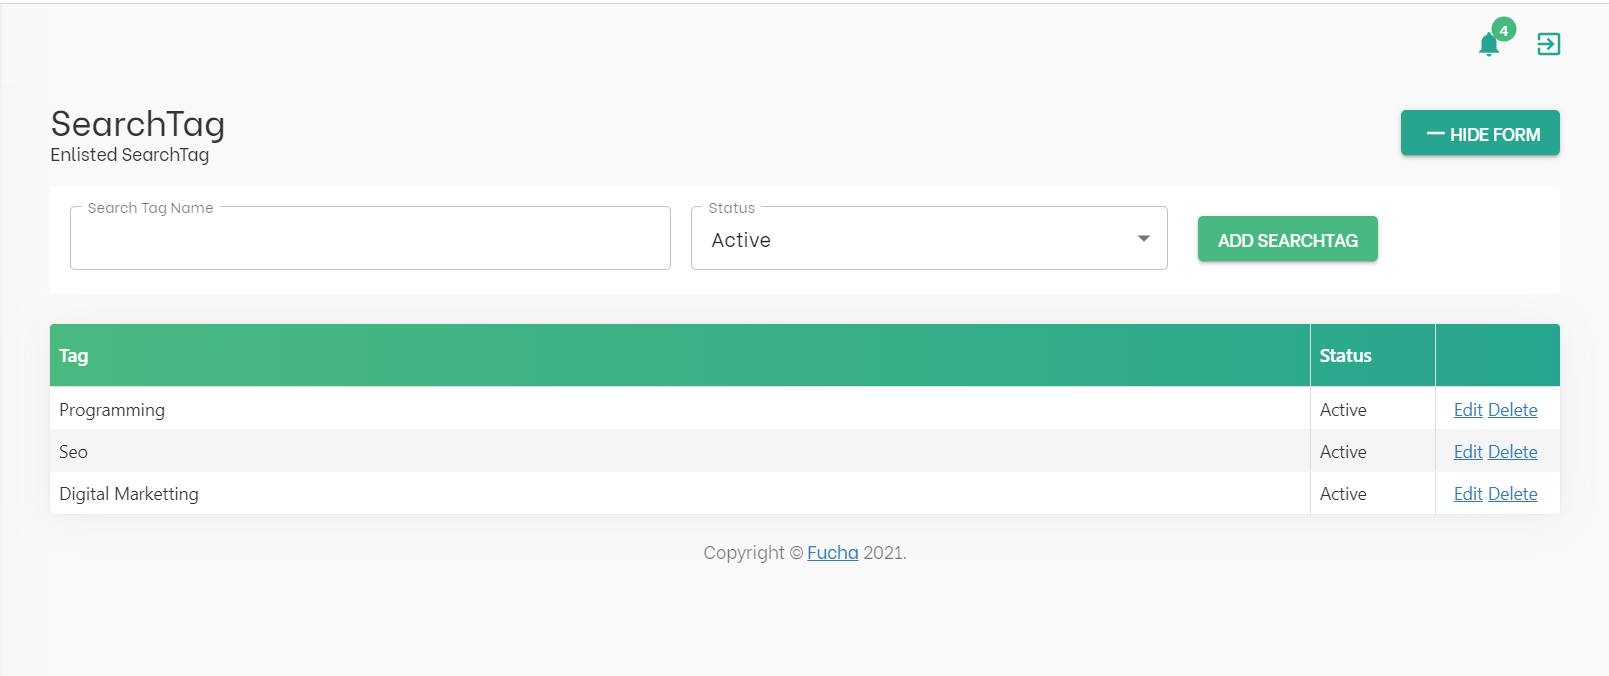 4
SearchTag
Enlisted SearchTag
HIDE FORM
Search Tag Name
Status
Active
ADD SEARCHTAG
Tag Status
Programming Active Edit Delete
Seo Active Edit Delete
Digital Marketting Active Edit Delete
Copyright © Fucha 2021.